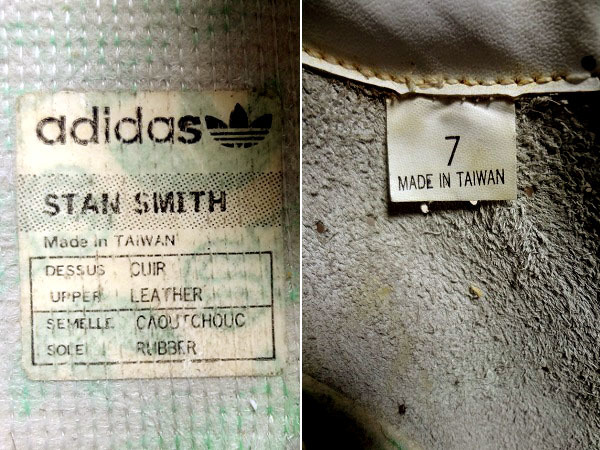 adidas
STAN SMITH
Made in TAIWAN
DESSUS CUIR
UPPER LEATHER
SEMELLE CAOUTCHOUC
SOLE RUBBER
7
MADE IN TAIWAN